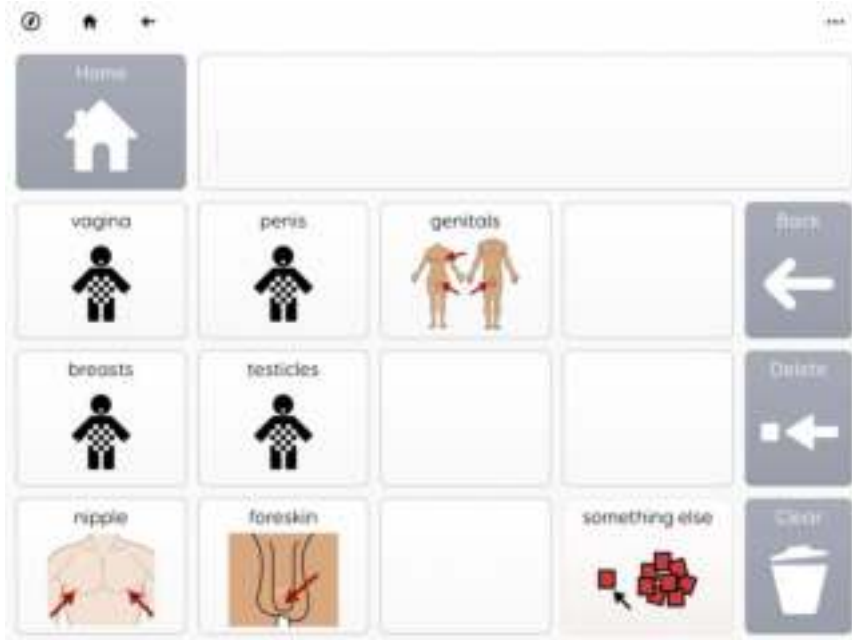 Home
vagina
penis
genitals
Back
breasts
testicles
Delete
nipple
foreskin
something else
Clear